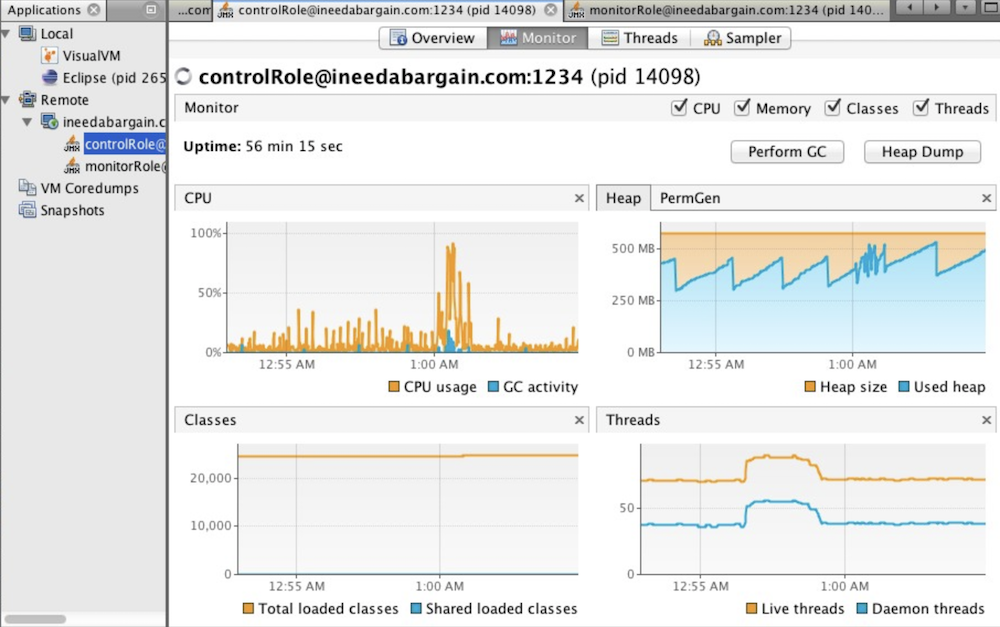 Applications
...com
controlRole@ineedabargain.com:1234 (pid 14098)
monitorRole@ineedabargain.com:1234 (pid 140...
Local
VisualVM
Eclipse (pid 265
Remote
ineedabargain.c
controlRole@
monitorRole@
VM Coredumps
Snapshots
Overview
Monitor
Threads
Sampler
controlRole@ineedabargain.com:1234 (pid 14098)
Monitor
CPU
Memory
Classes
Threads
Uptime: 56 min 15 sec
Perform GC
Heap Dump
CPU
100%
50%
0%
12:55 AM
1:00 AM
CPU usage
GC activity
Heap
PermGen
500 MB
250 MB
0 MB
12:55 AM
1:00 AM
Heap size
Used heap
Classes
20,000
10,000
0
12:55 AM
1:00 AM
Total loaded classes
Shared loaded classes
Threads
50
0
12:55 AM
1:00 AM
Live threads
Daemon threads